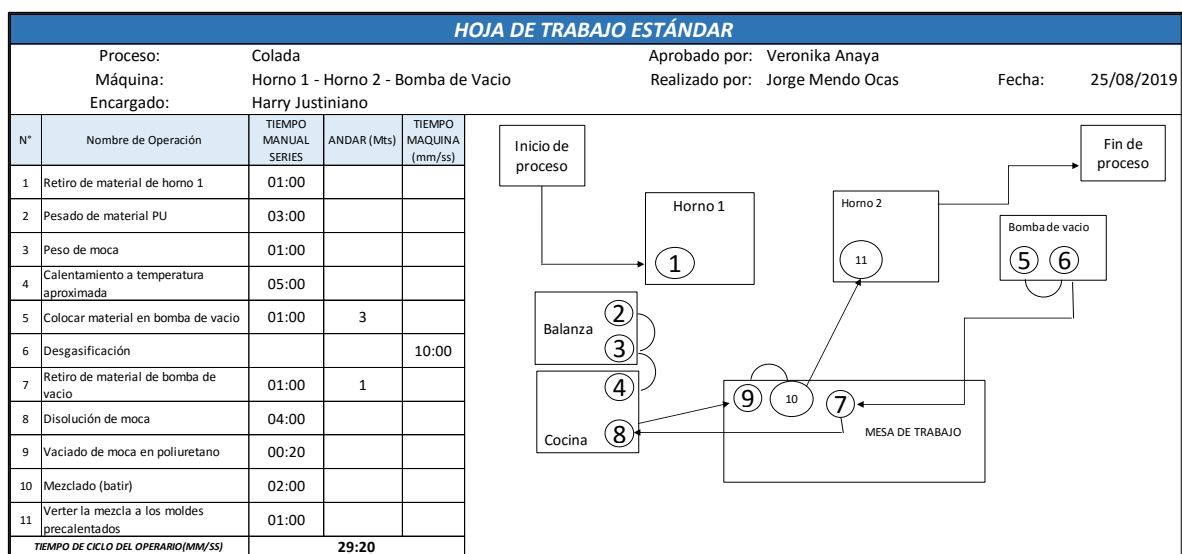 HOJA DE TRABAJO ESTÁNDAR
Proceso: Colada Aprobado por: Veronika Anaya
Máquina: Horno 1 - Horno 2 - Bomba de Vacio Realizado por: Jorge Mendo Ocas Fecha: 25/08/2019
Encargado: Harry Justiniano
N° Nombre de Operación TIEMPO MANUAL SERIES ANDAR (Mts) TIEMPO MAQUINA (mm/ss)
1 Retiro de material de horno 1 01:00
2 Pesado de material PU 03:00
3 Peso de moca 01:00
4 Calentamiento a temperatura aproximada 05:00
5 Colocar material en bomba de vacio 01:00 3
6 Desgasificación 10:00
7 Retiro de material de bomba de vacio 01:00 1
8 Disolución de moca 04:00
9 Vaciado de moca en poliuretano 00:20
10 Mezclado (batir) 02:00
11 Verter la mezcla a los moldes precalentados 01:00
TIEMPO DE CICLO DEL OPERARIO(MM/SS) 29:20
Inicio de
proceso
Fin de
proceso
Horno 1
1
Horno 2
11
Bomba de vacio
5 6
Balanza
2
3
4
Cocina
8
9 10 7
MESA DE TRABAJO